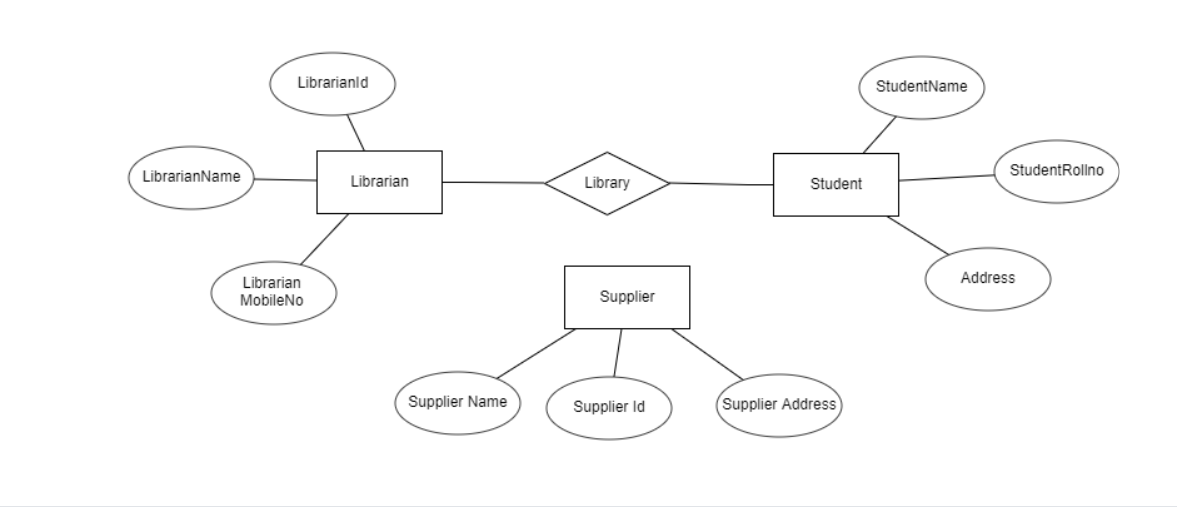 LibrarianId
StudentName
LibrarianName
Librarian
Library
Student
StudentRollno
Librarian
MobileNo
Address
Supplier
Supplier Name
Supplier Id
Supplier Address